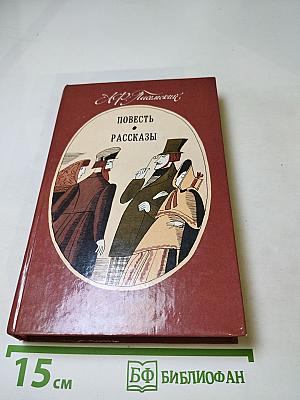 А.Ф. Писемский
ПОВЕСТЬ
РАССКАЗЫ
15 см
БФ БИБЛИОФАН